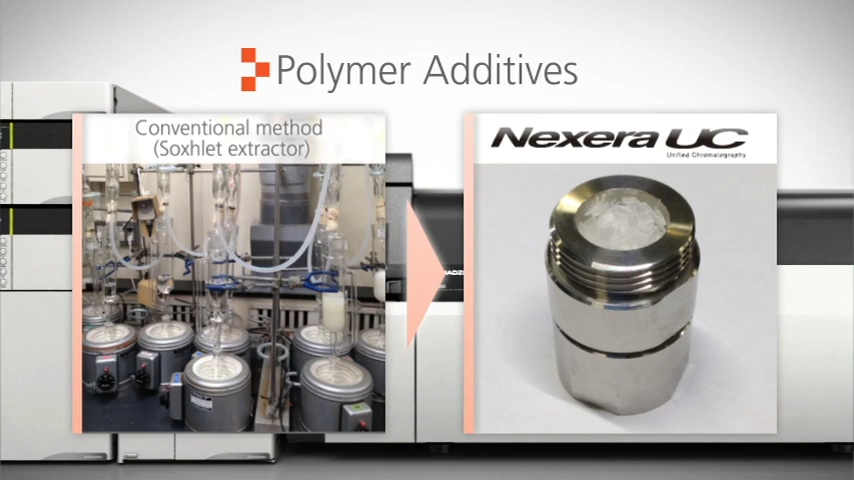 Polymer Additives
Conventional method
(Soxhlet extractor)
Nexera UC
Unified Chromatography